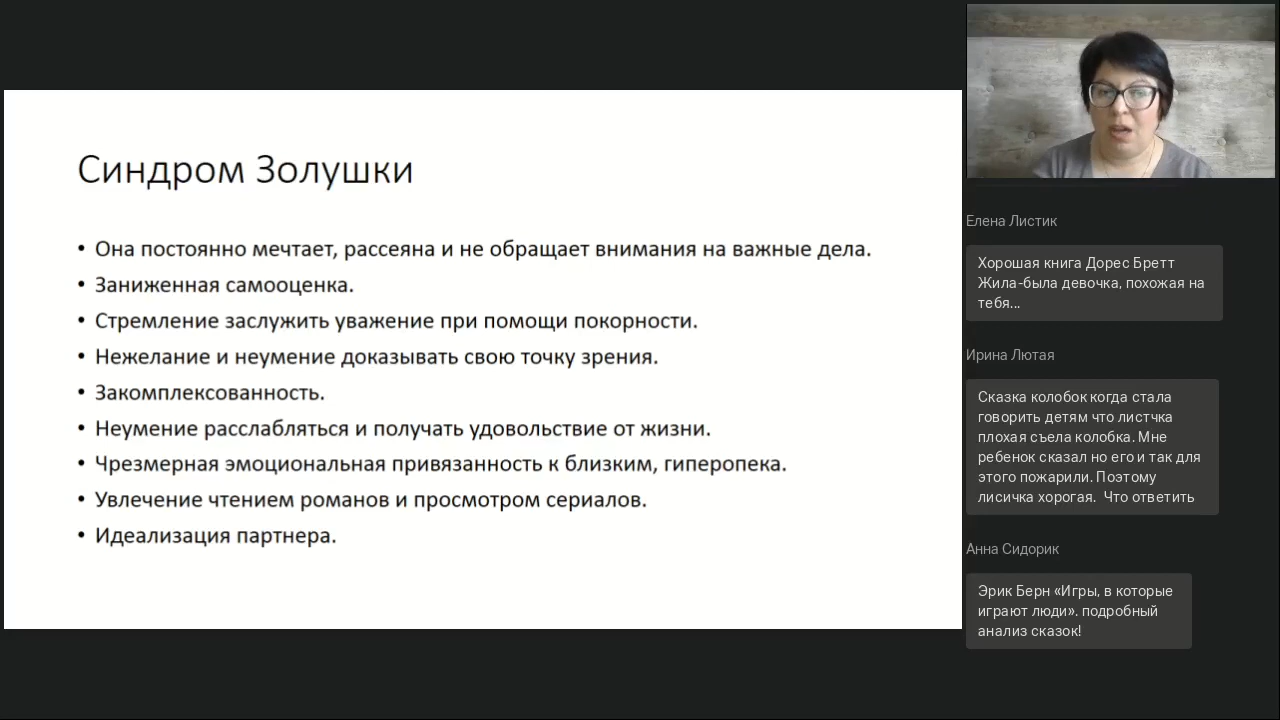 Синдром Золушки
• Она постоянно мечтает, рассеяна и не обращает внимания на важные дела.
• Заниженная самооценка.
• Стремление заслужить уважение при помощи покорности.
• Нежелание и неумение доказывать свою точку зрения.
• Закомплексованность.
• Неумение расслабляться и получать удовольствие от жизни.
• Чрезмерная эмоциональная привязанность к близким, гиперопека.
• Увлечение чтением романов и просмотром сериалов.
• Идеализация партнера.
Елена Листик
Хорошая книга Дорес Бретт
Жила-была девочка, похожая на
тебя...
Ирина Лютая
Сказка колобок когда стала
говорить детям что листчка
плохая съела колобка. Мне
ребенок сказал но его и так для
этого пожарили. Поэтому
лисичка хорогая. Что ответить
Анна Сидорик
Эрик Берн «Игры, в которые
играют люди». подробный
анализ сказок!